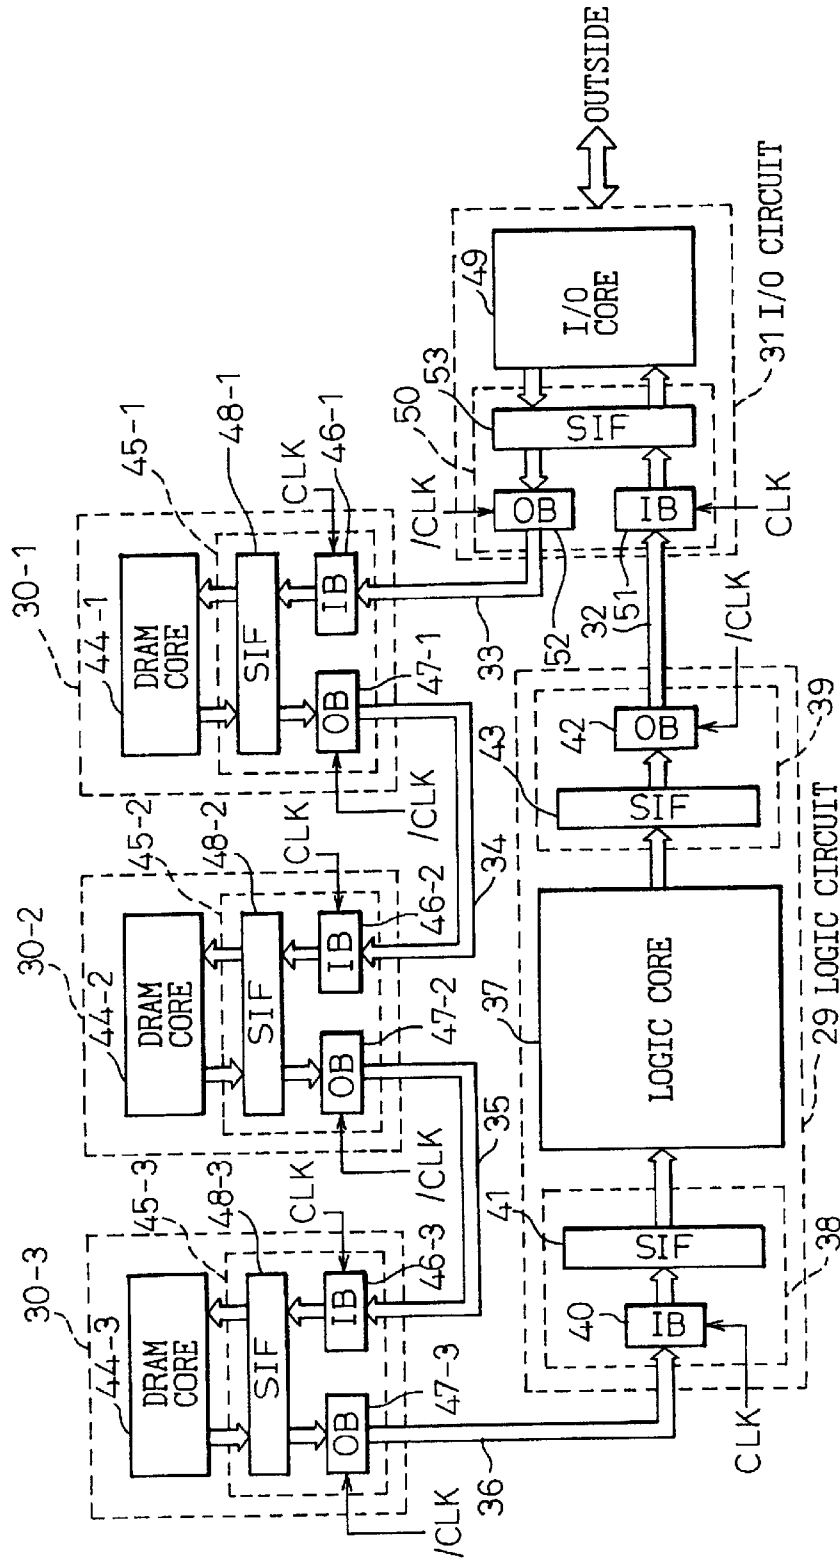 30-3
44-3
DRAM
CORE
45-3
48-3
SIF
OB
IB
CLK
46-3
47-3
/CLK
36
30-2
44-2
DRAM
CORE
45-2
48-2
SIF
OB
IB
CLK
46-2
47-2
/CLK
35
30-1
44-1
DRAM
CORE
45-1
48-1
SIF
OB
IB
CLK
46-1
47-1
/CLK
34
33
/CLK
50
53
49
OB
SIF
I/O
CORE
OUTSIDE
52
32
51
IB
CLK
31 I/O CIRCUIT
40
41
IB
SIF
CLK
38
37
LOGIC CORE
43
42
SIF
OB
/CLK
39
29 LOGIC CIRCUIT